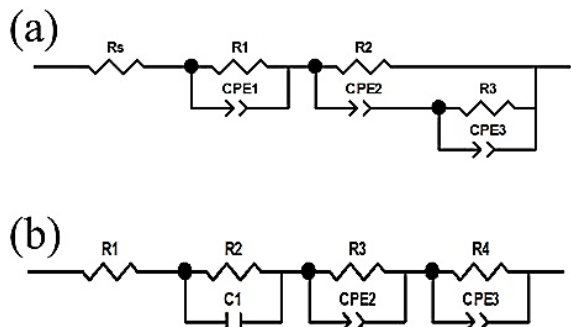 (a)
Rs R1 R2
CPE1 CPE2 R3
CPE3
(b)
R1 R2 R3 R4
C1 CPE2 CPE3